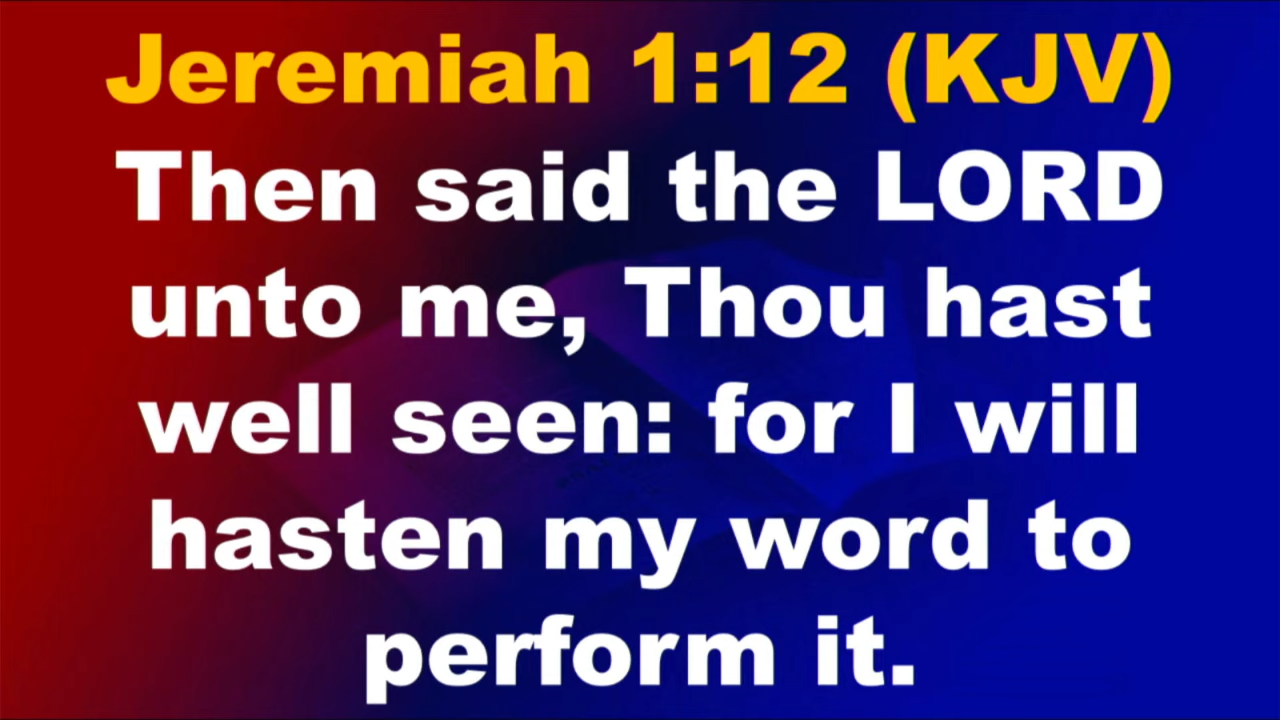 Jeremiah 1:12 (KJV)
Then said the LORD
unto me, Thou hast
well seen: for I will
hasten my word to
perform it.